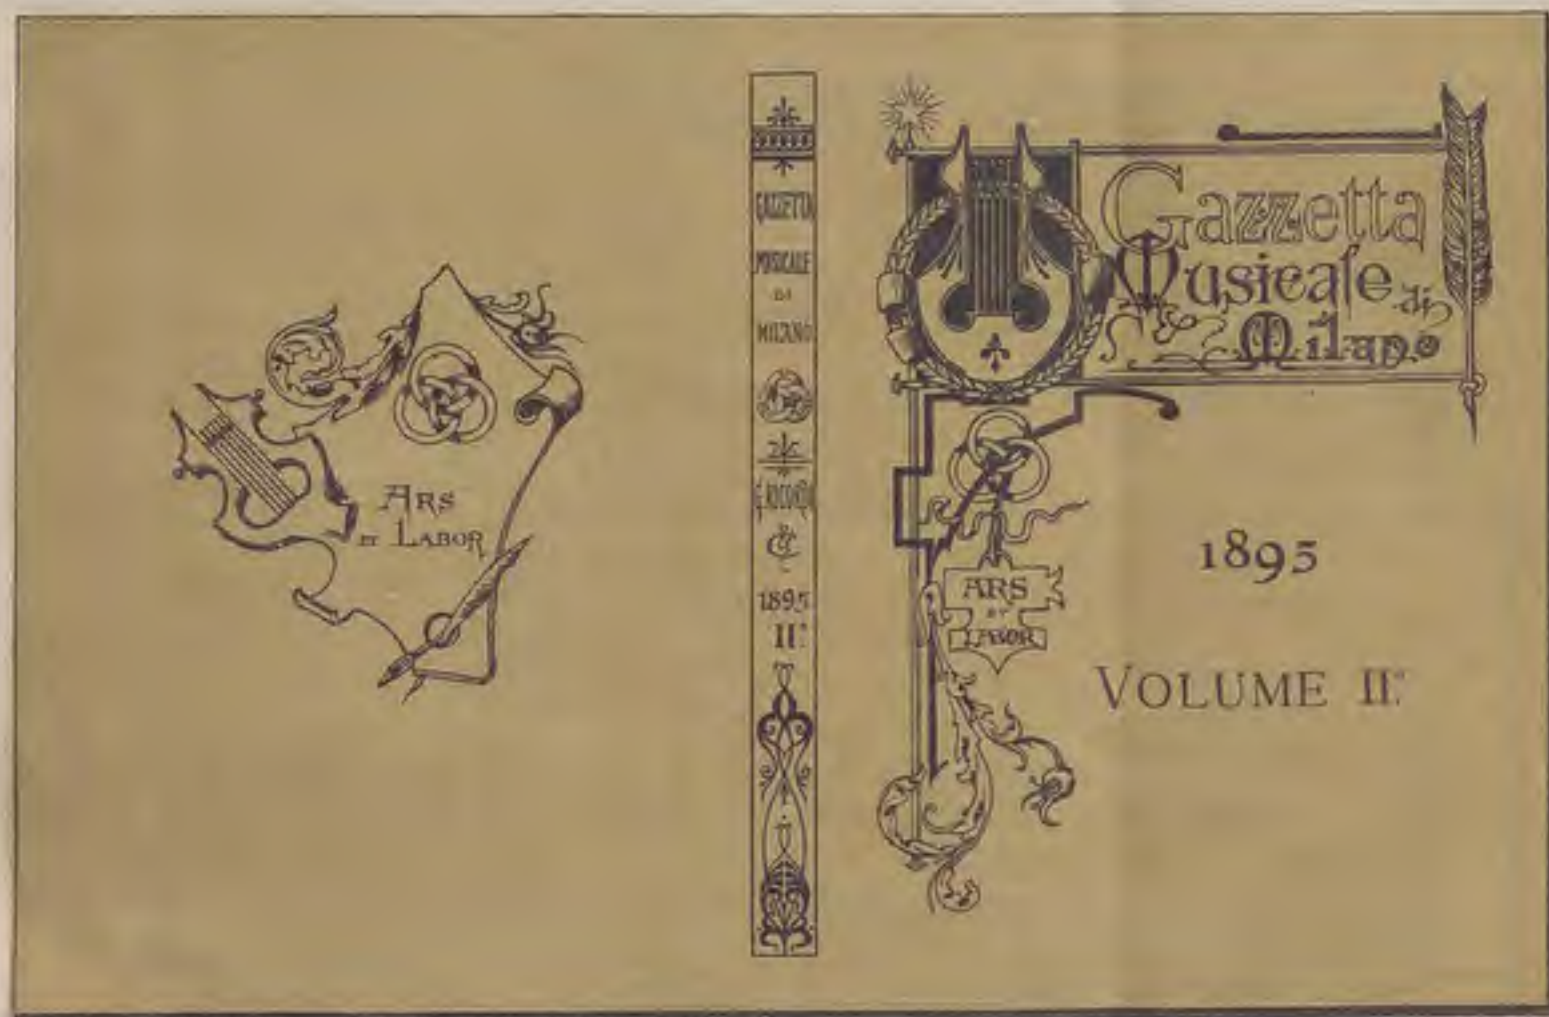 ARS
ET LABOR
GAZZETTA
MUSICALE
DI
MILANO
G. RICORDI
& C.
1895
II.°
Gazzetta
Musicale di
Milano
ARS
ET
LABOR
1895
VOLUME II.°